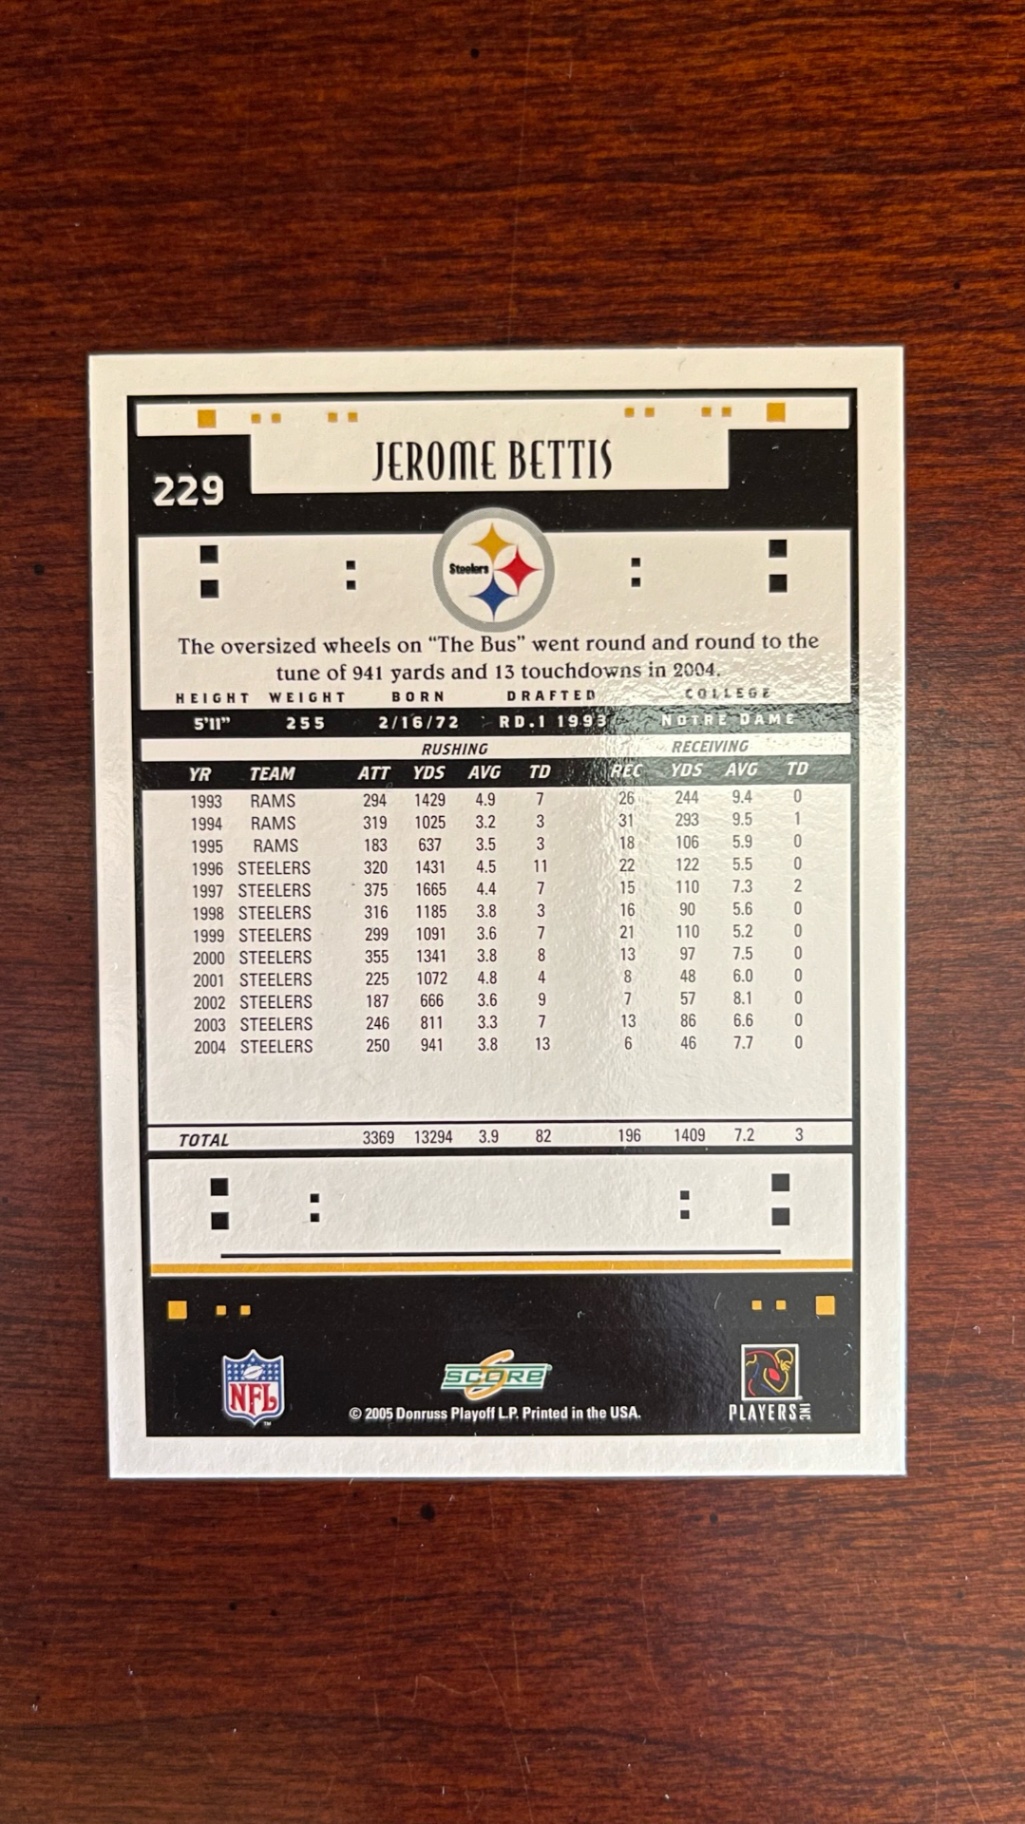 JEROME BETTIS
229
Steelers
The oversized wheels on “The Bus” went round and round to the
tune of 941 yards and 13 touchdowns in 2004.
HEIGHT WEIGHT BORN DRAFTED COLLEGE
5'11" 255 2/16/72 RD.1 1993 NOTRE DAME
RUSHING RECEIVING
YR TEAM ATT YDS AVG TD REC YDS AVG TD
1993 RAMS 294 1429 4.9 7 26 244 9.4 0
1994 RAMS 319 1025 3.2 3 31 293 9.5 1
1995 RAMS 183 637 3.5 3 18 106 5.9 0
1996 STEELERS 320 1431 4.5 11 22 122 5.5 0
1997 STEELERS 375 1665 4.4 7 15 110 7.3 2
1998 STEELERS 316 1185 3.8 3 16 90 5.6 0
1999 STEELERS 299 1091 3.6 7 21 110 5.2 0
2000 STEELERS 355 1341 3.8 8 13 97 7.5 0
2001 STEELERS 225 1072 4.8 4 8 48 6.0 0
2002 STEELERS 187 666 3.6 9 7 57 8.1 0
2003 STEELERS 246 811 3.3 7 13 86 6.6 0
2004 STEELERS 250 941 3.8 13 6 46 7.7 0
TOTAL 3369 13294 3.9 82 196 1409 7.2 3
NFL
SCORE
PLAYERS INC
© 2005 Donruss Playoff L.P. Printed in the USA.